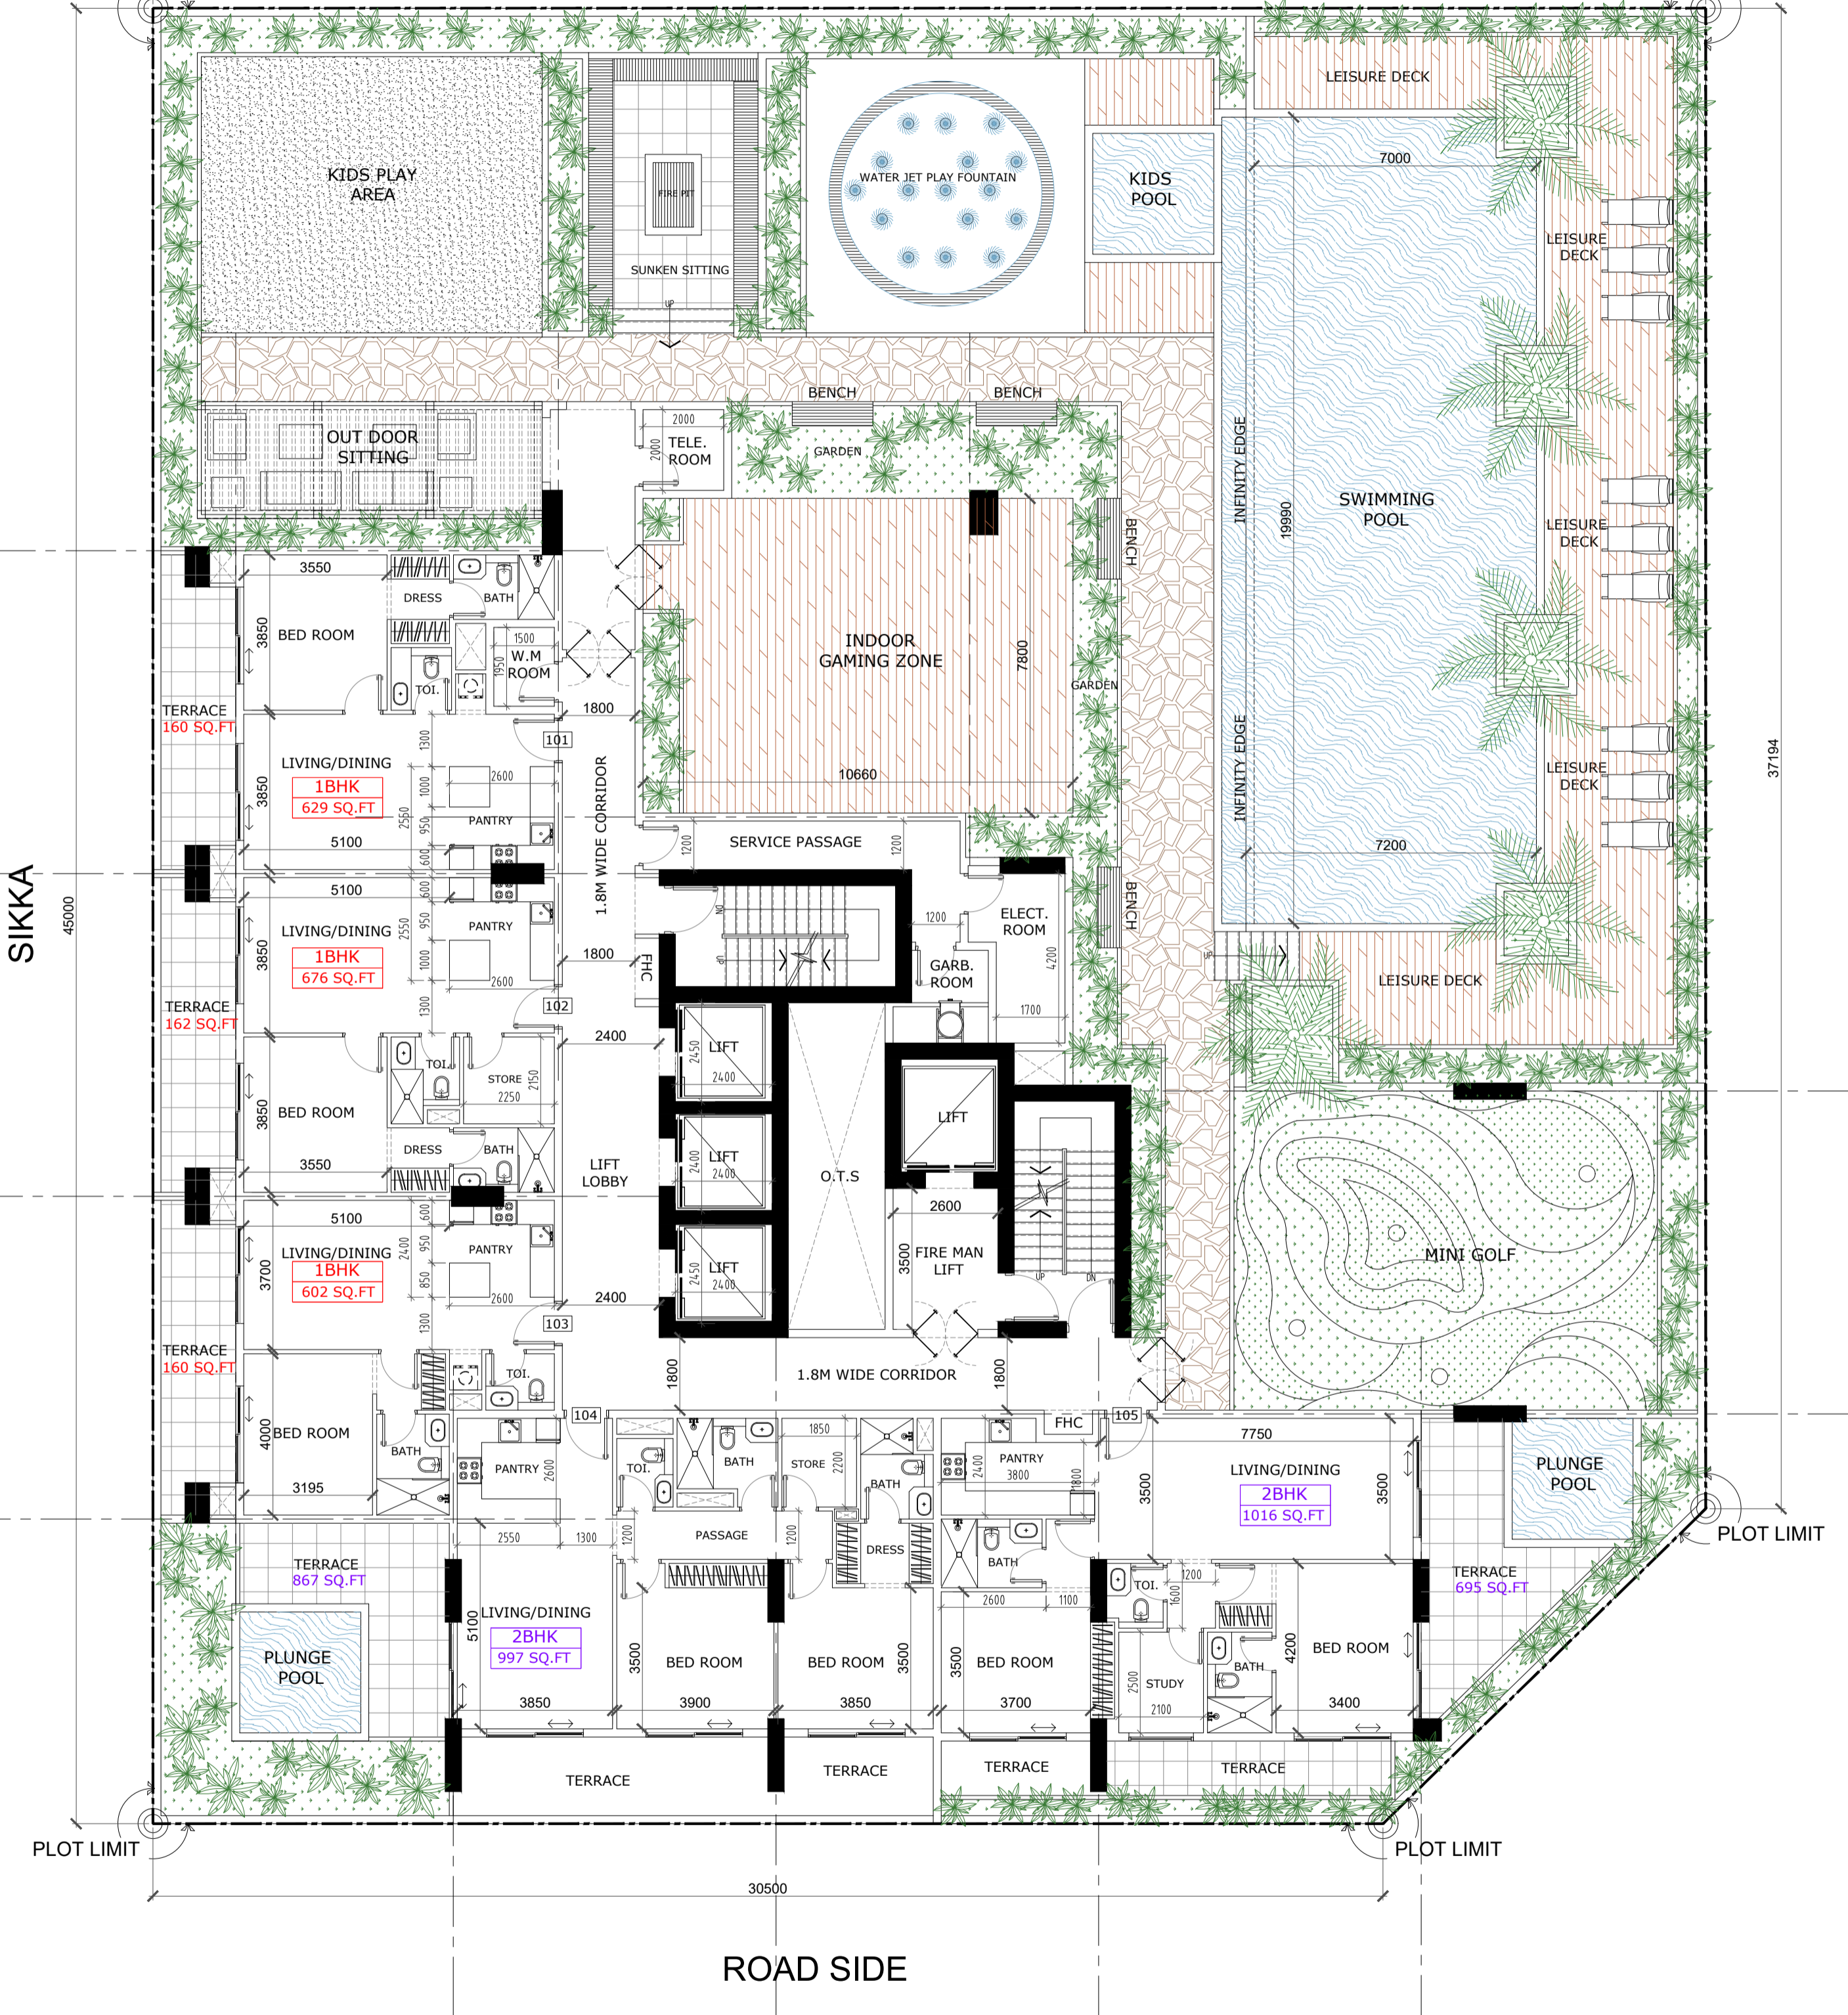 LEISURE DECK
7000
KIDS PLAY
AREA
FIRE PIT
WATER JET PLAY FOUNTAIN
KIDS
POOL
SUNKEN SITTING
UP
LEISURE
DECK
BENCH
BENCH
OUT DOOR
SITTING
2000
2000
TELE.
ROOM
GARDEN
INFINITY EDGE
19990
SWIMMING
POOL
LEISURE
DECK
BENCH
3550
DRESS
BATH
3850
BED ROOM
1500
1950
W.M
ROOM
TOI.
INDOOR
GAMING ZONE
7800
GARDEN
TERRACE
160 SQ.FT
1800
101
1300
LIVING/DINING
1BHK
629 SQ.FT
3850
2600
1000
2550
950
PANTRY
600
5100
1.8M WIDE CORRIDOR
10660
INFINITY EDGE
INFINITY EDGE
LEISURE
DECK
37194
SERVICE PASSAGE
1200
1200
7200
SIKKA
45000
5100
600
950
2550
PANTRY
LIVING/DINING
1BHK
676 SQ.FT
3850
1000
2600
1300
1800
FHC
102
DN
UP
1200
ELECT.
ROOM
GARB.
ROOM
4200
1700
BENCH
UP
LEISURE DECK
TERRACE
162 SQ.FT
2400
LIFT
2450
2400
TOI.
STORE
2150
2250
BED ROOM
3850
DRESS
BATH
3550
LIFT
LOBBY
LIFT
2400
2400
O.T.S
LIFT
2600
3500
FIRE MAN
LIFT
UP
DN
MINI GOLF
5100
600
950
2400
PANTRY
LIVING/DINING
1BHK
602 SQ.FT
3700
850
2600
1300
2400
LIFT
2450
2400
103
TERRACE
160 SQ.FT
TOI.
1800
1.8M WIDE CORRIDOR
1800
104
105
FHC
4000
BED ROOM
BATH
3195
PANTRY
2600
2550
1300
TOI.
BATH
1850
STORE
2200
BATH
1200
PASSAGE
1200
DRESS
2400
PANTRY
3800
1800
7750
3500
LIVING/DINING
2BHK
1016 SQ.FT
3500
PLUNGE
POOL
PLOT LIMIT
TERRACE
867 SQ.FT
BATH
2600
1100
TOI.
1200
1600
TERRACE
695 SQ.FT
PLUNGE
POOL
5100
LIVING/DINING
2BHK
997 SQ.FT
3850
3500
BED ROOM
3900
BED ROOM
3500
3850
3500
BED ROOM
3700
2500
STUDY
2100
BATH
4200
BED ROOM
3400
TERRACE
TERRACE
TERRACE
TERRACE
PLOT LIMIT
PLOT LIMIT
30500
ROAD SIDE